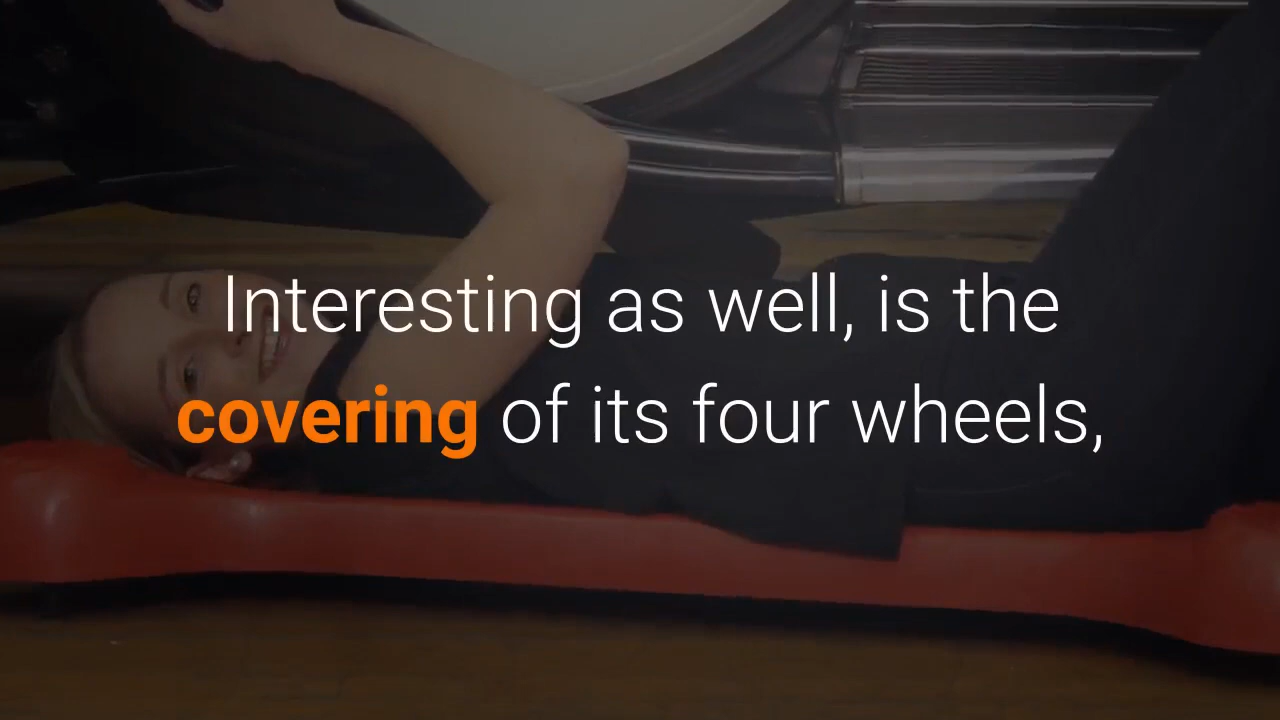 Interesting as well, is the
covering of its four wheels,